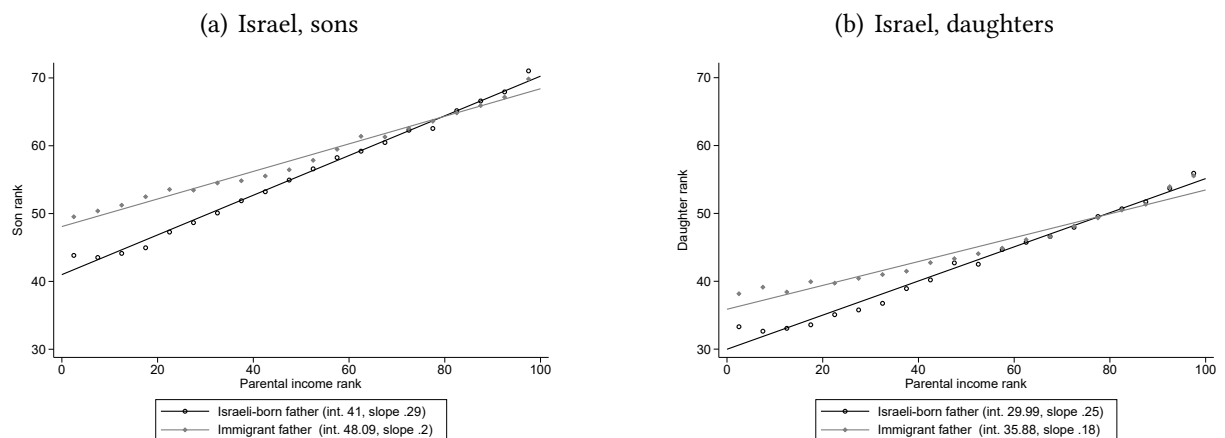 (a) Israel, sons
(b) Israel, daughters
70
60
50
40
30
Son rank
0 20 40 60 80 100
Parental income rank
Israeli-born father (int. 41, slope .29)
Immigrant father (int. 48.09, slope .2)
70
60
50
40
30
Daughter rank
0 20 40 60 80 100
Parental income rank
Israeli-born father (int. 29.99, slope .25)
Immigrant father (int. 35.88, slope .18)